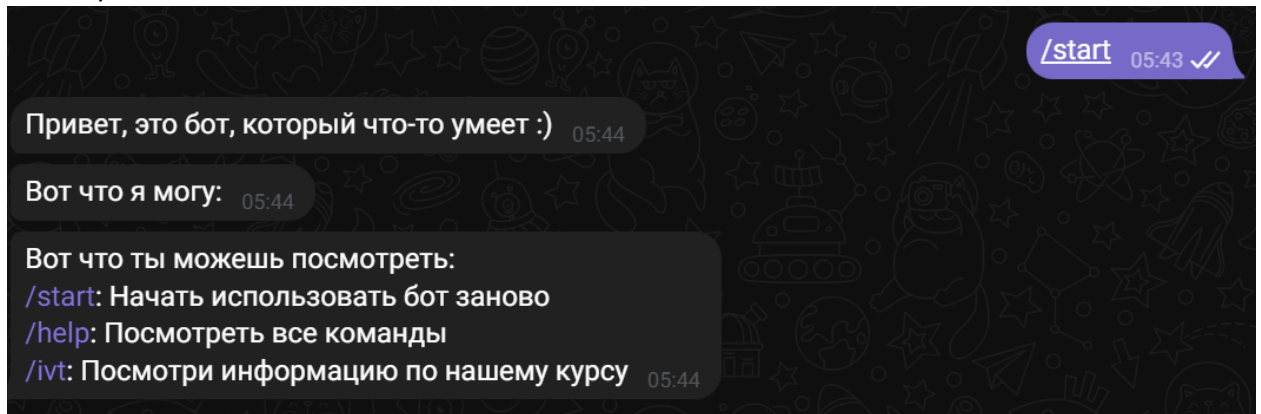 /start 05:43
Привет, это бот, который что-то умеет :) 05:44
Вот что я могу: 05:44
Вот что ты можешь посмотреть:
/start: Начать использовать бот заново
/help: Посмотреть все команды
/ivt: Посмотри информацию по нашему курсу 05:44